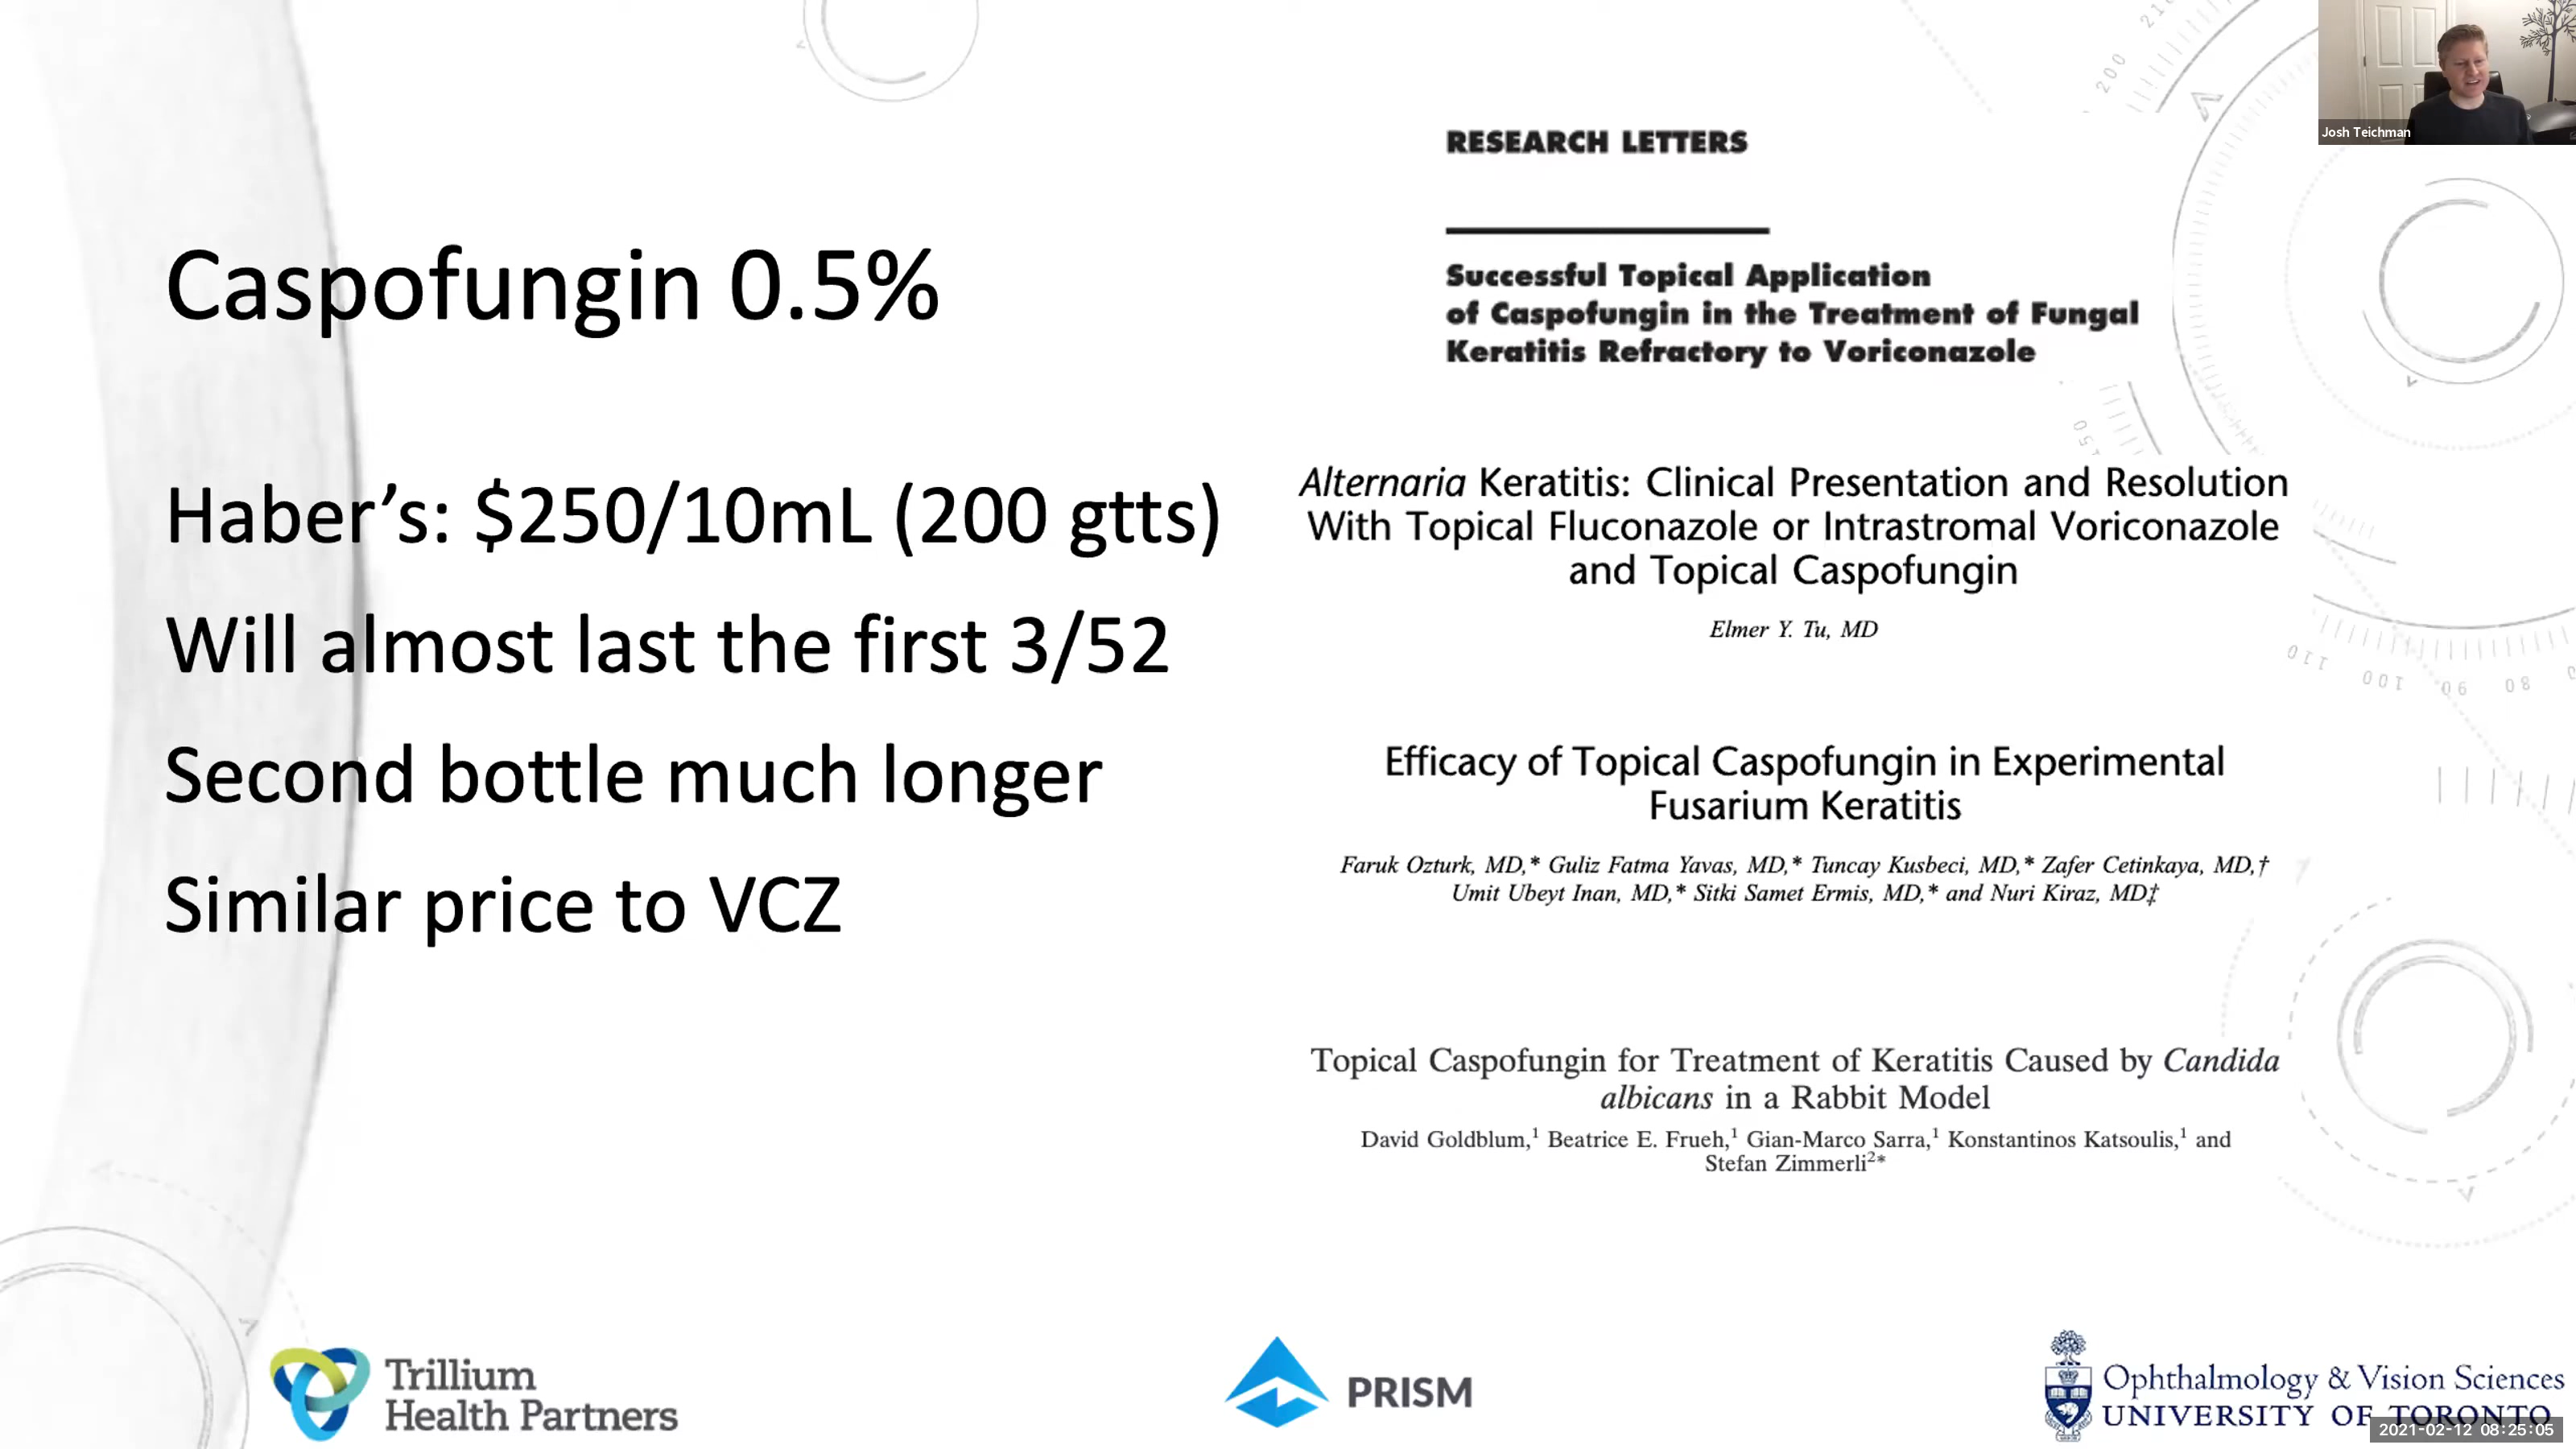 Caspofungin 0.5%
Haber's: $250/10mL (200 gtts)
Will almost last the first 3/52
Second bottle much longer
Similar price to VCZ
RESEARCH LETTERS
Successful Topical Application
of Caspofungin in the Treatment of Fungal
Keratitis Refractory to Voriconazole
Alternaria Keratitis: Clinical Presentation and Resolution
With Topical Fluconazole or Intrastromal Voriconazole
and Topical Caspofungin
Elmer Y. Tu, MD
Efficacy of Topical Caspofungin in Experimental
Fusarium Keratitis
Faruk Ozturk, MD,* Guliz Fatma Yavas, MD,* Tuncay Kusbeci, MD,* Zafer Cetinkaya, MD,†
Umit Ubeyt Inan, MD,* Sitki Samet Ermis, MD,* and Nuri Kiraz, MD‡
Topical Caspofungin for Treatment of Keratitis Caused by Candida
albicans in a Rabbit Model
David Goldblum,¹ Beatrice E. Frueh,¹ Gian-Marco Sarra,¹ Konstantinos Katsoulis,¹ and
Stefan Zimmerli²*
Josh Teichman
210
200
150
110
100
90
80
Trillium
Health Partners
PRISM
Ophthalmology & Vision Sciences
UNIVERSITY OF TORONTO
2021-02-12 08:25:05